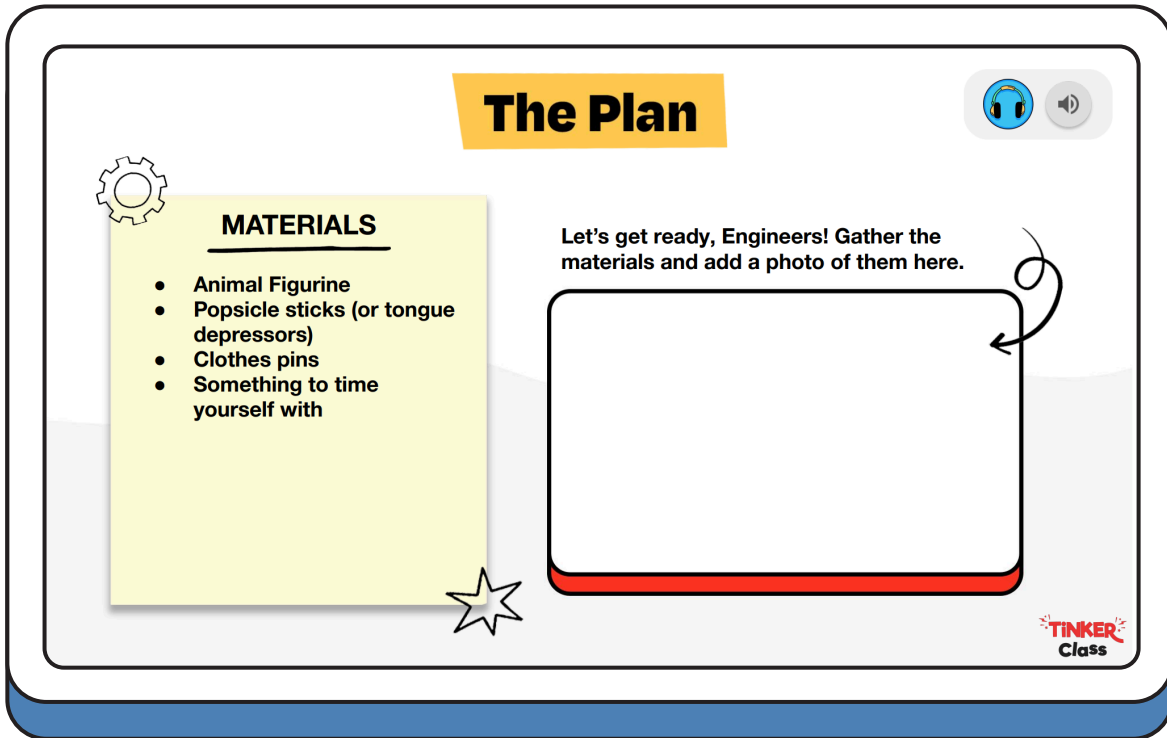 The Plan
MATERIALS
● Animal Figurine
● Popsicle sticks (or tongue
depressors)
● Clothes pins
● Something to time
yourself with
Let’s get ready, Engineers! Gather the
materials and add a photo of them here.
TiNKER
Class